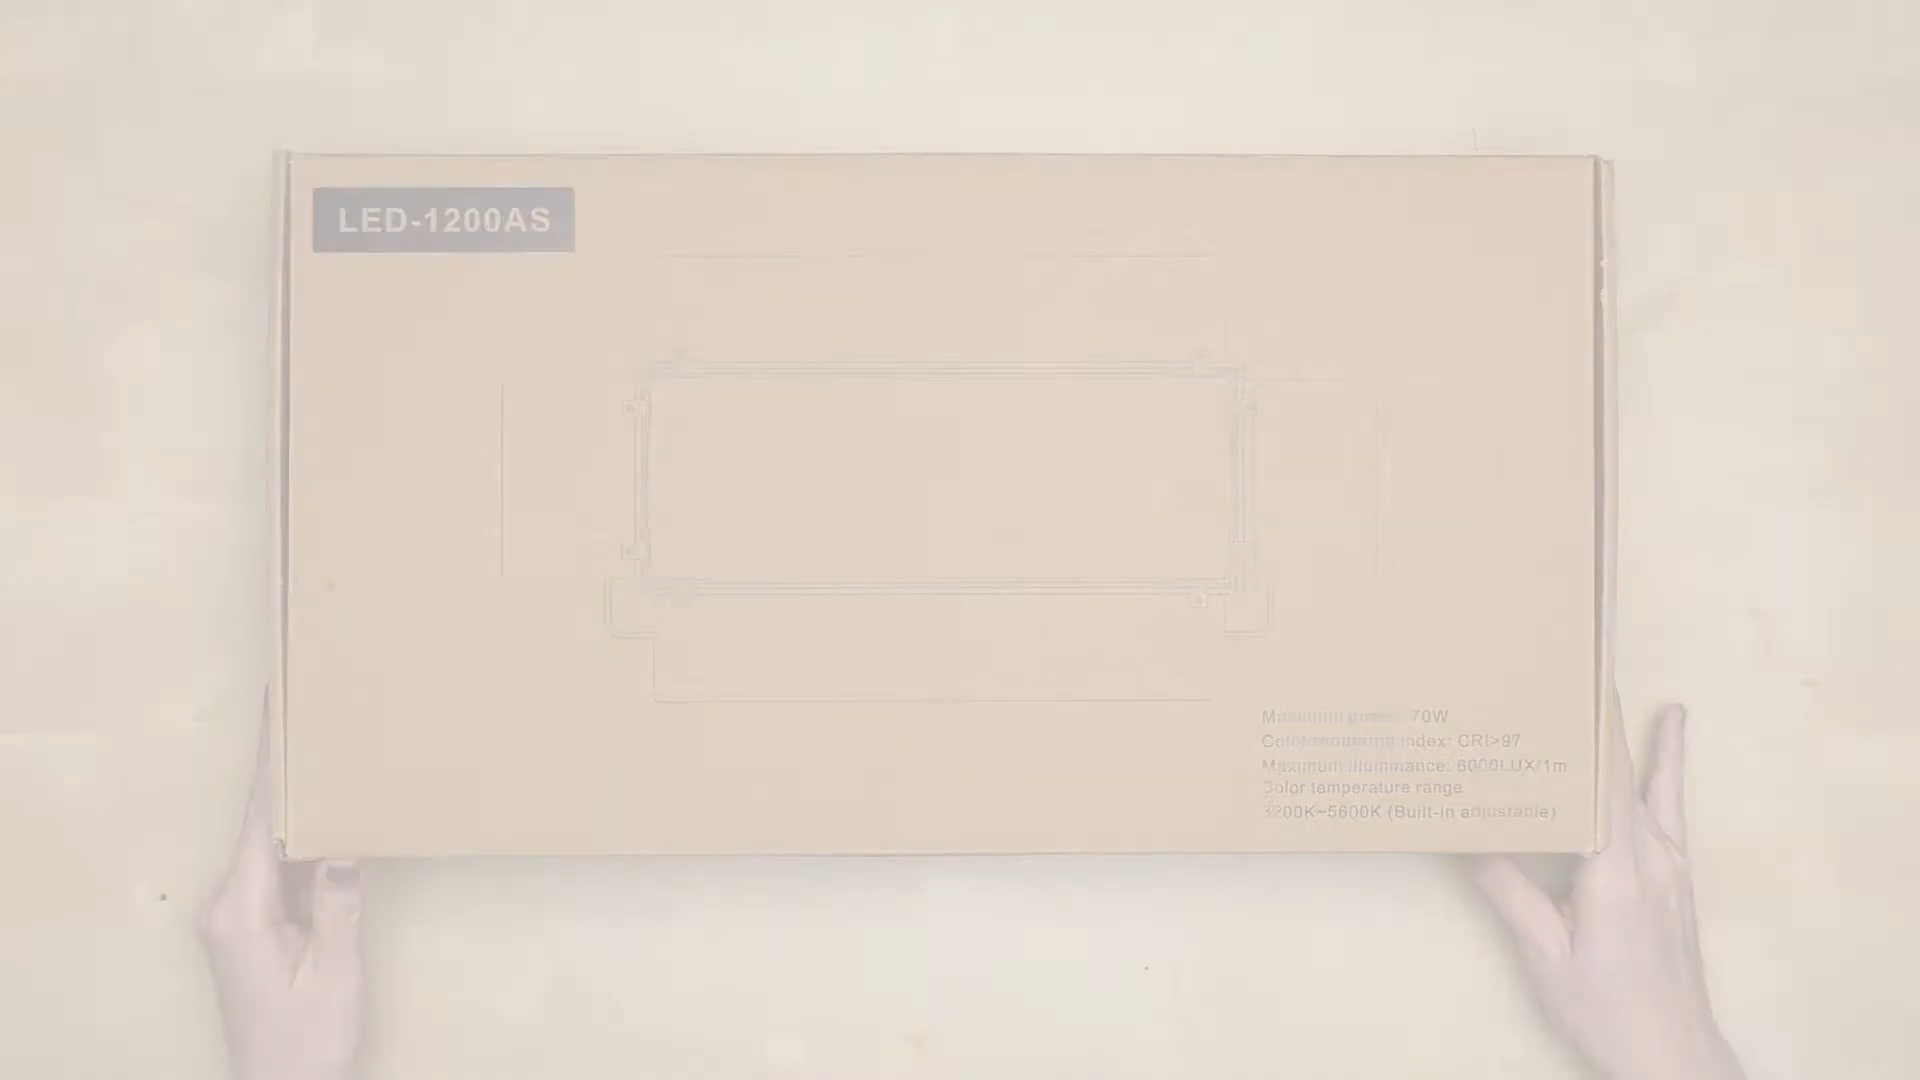 LED-1200AS
Maximum power: 70W
Color rendering index: CRI>97
Maximum illuminance: 6000LUX/1m
Color temperature range
3200K~5600K (Built-in adjustable)